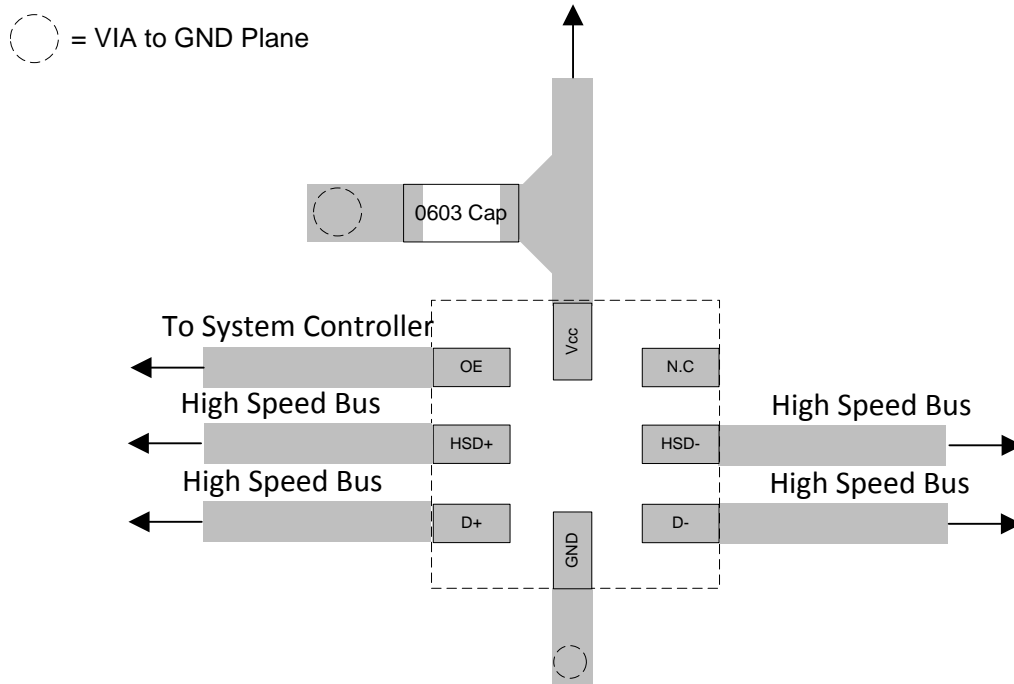 = VIA to GND Plane
0603 Cap
To System Controller
Vcc
OE
N.C
High Speed Bus
High Speed Bus
HSD+
HSD-
High Speed Bus
High Speed Bus
D+
GND
D-